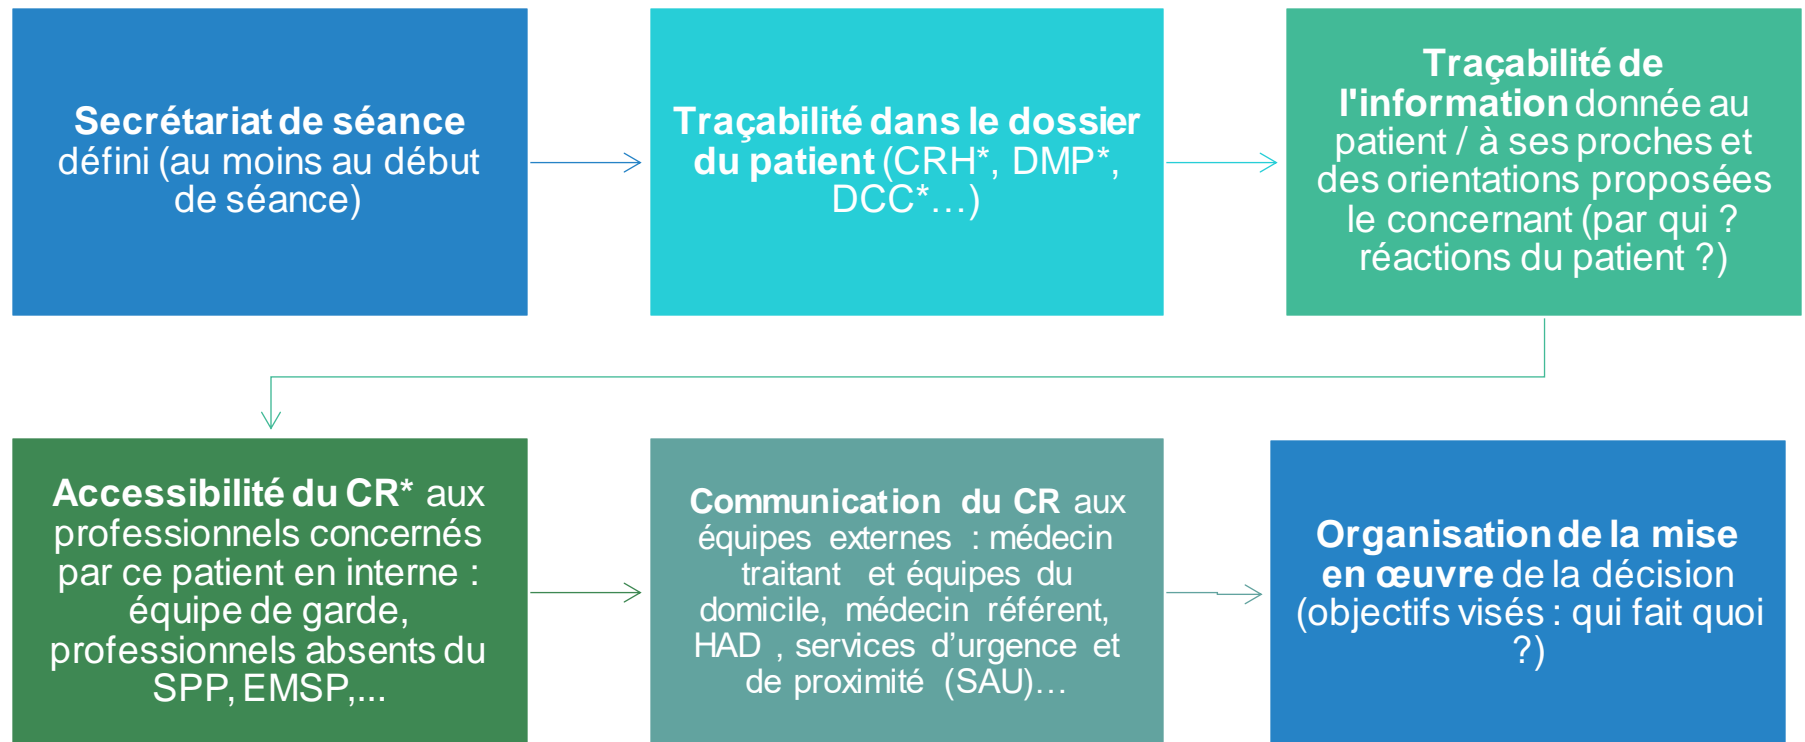 Secrétariat de séance
défini (au moins au début
de séance)
Traçabilité dans le dossier
du patient (CRH*, DMP*,
DCC*…)
Traçabilité de
l'information donnée au
patient / à ses proches et
des orientations proposées
le concernant (par qui ?
réactions du patient ?)
Accessibilité du CR* aux
professionnels concernés
par ce patient en interne :
équipe de garde,
professionnels absents du
SPP, EMSP,...
Communication du CR aux
équipes externes : médecin
traitant et équipes du
domicile, médecin référent,
HAD , services d’urgence et
de proximité (SAU)…
Organisation de la mise
en œuvre de la décision
(objectifs visés : qui fait quoi
?)